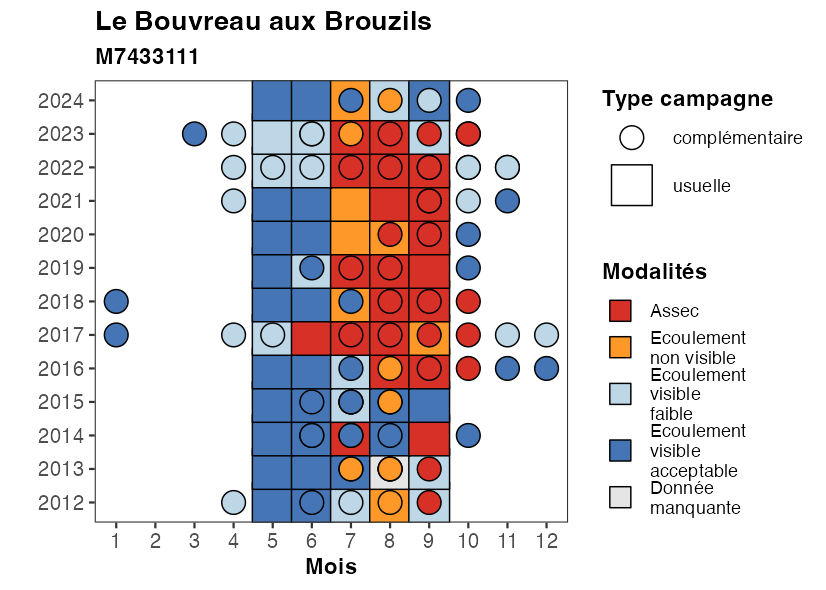 Le Bouvreau aux Brouzils
M7433111
2024
2023
2022
2021
2020
2019
2018
2017
2016
2015
2014
2013
2012
1 2 3 4 5 6 7 8 9 10 11 12
Mois
Type campagne
complémentaire
usuelle
Modalités
Assec
Ecoulement
non visible
Ecoulement
visible
faible
Ecoulement
visible
acceptable
Donnée
manquante